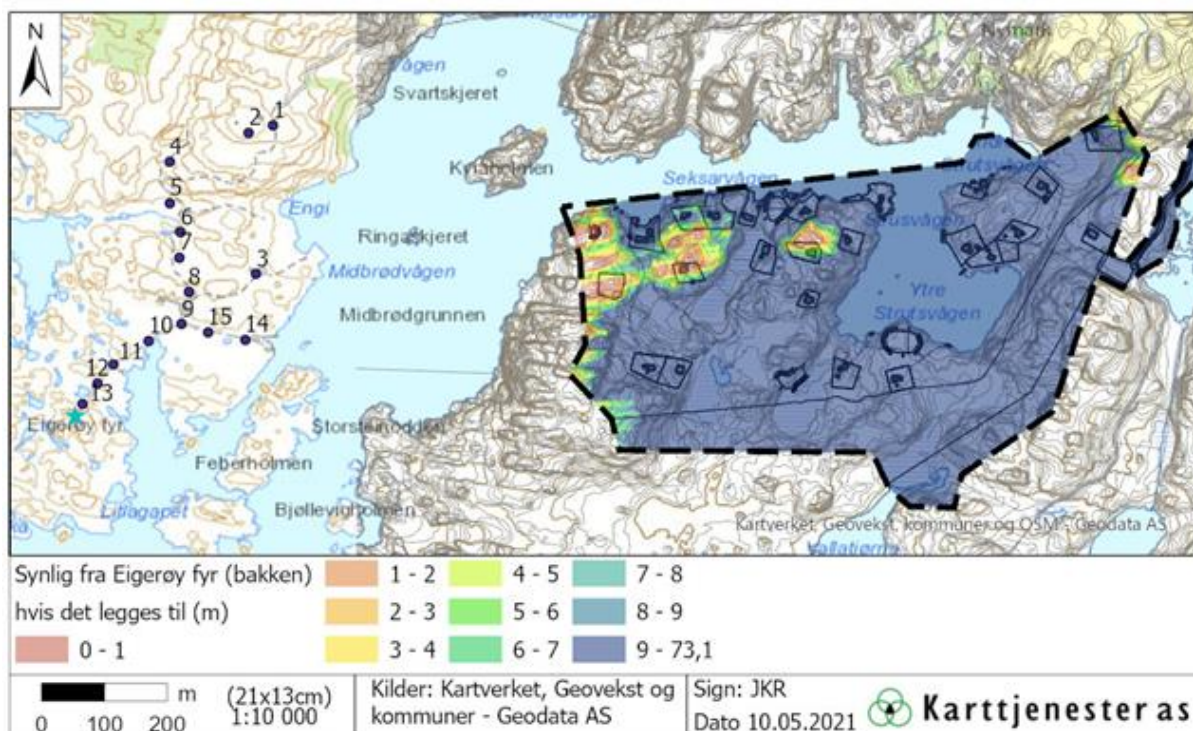 N
Vågen
Svartskjeret
Nymark
2 1
4
Kyrkjeholmen
5
Seksarvågen
Strutsvågen
Engi
6
Ringaskjeret
7
3
Midbrødvågen
8
Ytre
Strutsvågen
9
15
14
Midbrødgrunnen
10
11
12
13
Eigerøy fyr
Storsteinodden
Feberholmen
Lillagapet
Kartverket, Geovekst, kommuner og OSM - Geodata AS
Synlig fra Eigerøy fyr (bakken)
hvis det legges til (m)
0 - 1
1 - 2
2 - 3
3 - 4
4 - 5
5 - 6
6 - 7
7 - 8
8 - 9
9 - 73,1
m
0 100 200
(21x13cm)
1:10 000
Kilder: Kartverket, Geovekst og
kommuner - Geodata AS
Sign: JKR
Dato 10.05.2021
Karttjenester as